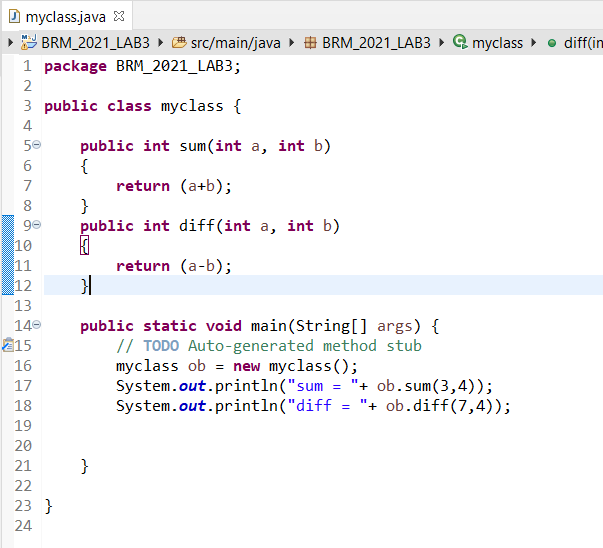 myclass.java
BRM_2021_LAB3 src/main/java BRM_2021_LAB3 myclass diff(in
1 package BRM_2021_LAB3;
2
3 public class myclass {
4
5     public int sum(int a, int b)
6     {
7         return (a+b);
8     }
9     public int diff(int a, int b)
10     {
11         return (a-b);
12     }
13
14     public static void main(String[] args) {
15         // TODO Auto-generated method stub
16         myclass ob = new myclass();
17         System.out.println("sum = "+ ob.sum(3,4));
18         System.out.println("diff = "+ ob.diff(7,4));
19
20
21     }
22
23 }
24